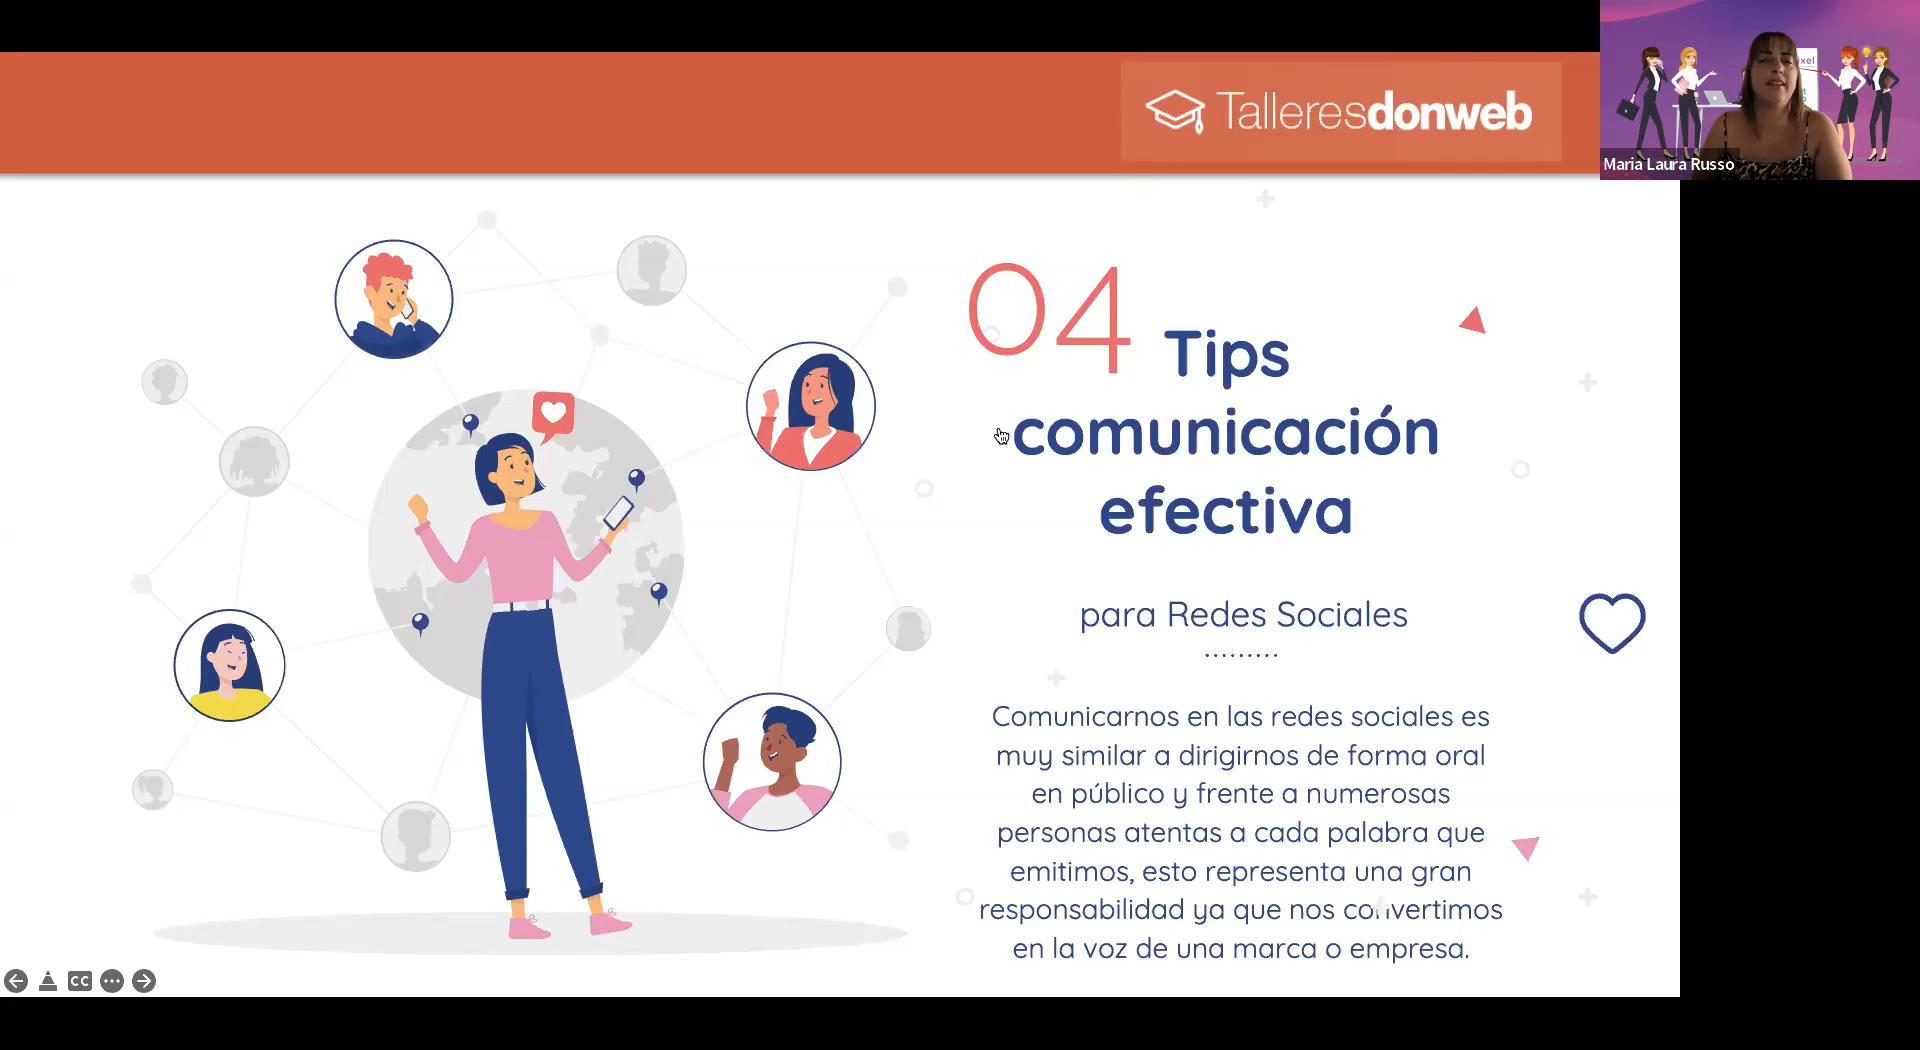 Talleresdonweb
Maria Laura Russo
04
Tips
comunicación
efectiva
para Redes Sociales
Comunicarnos en las redes sociales es
muy similar a dirigirnos de forma oral
en público y frente a numerosas
personas atentas a cada palabra que
emitimos, esto representa una gran
responsabilidad ya que nos convertimos
en la voz de una marca o empresa.
CC